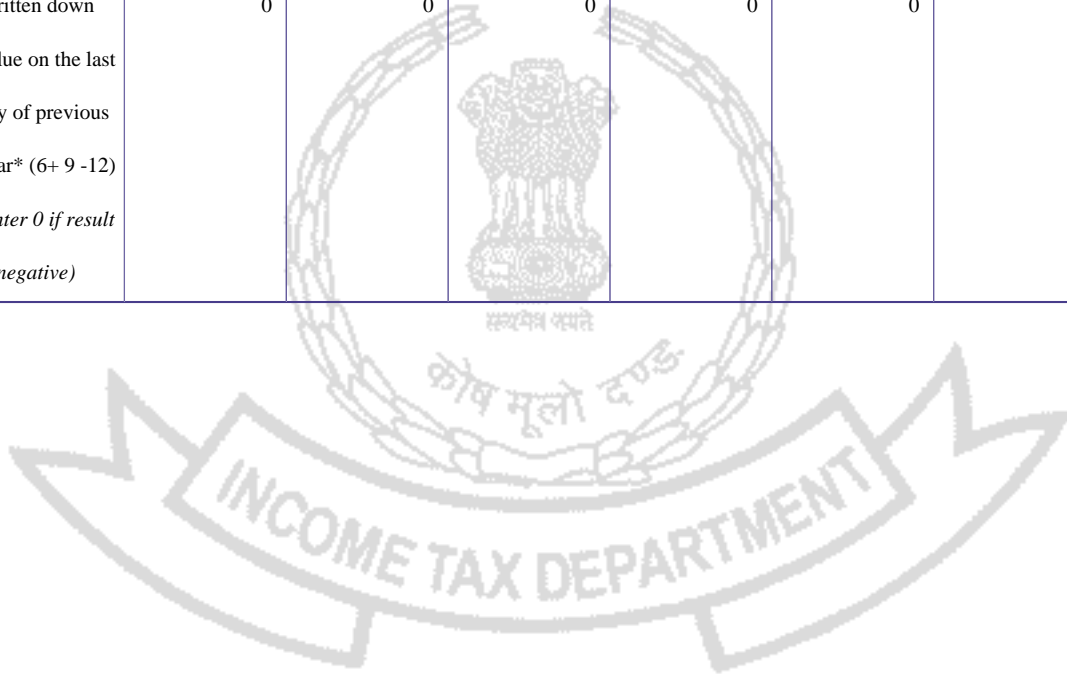 ritten down 0 0 0 0 0
lue on the last
y of previous
ar* (6+ 9 -12)
nter 0 if result
negative)
सत्यमेव जयते
कोष मूलो दण्ड
INCOME TAX DEPARTMENT